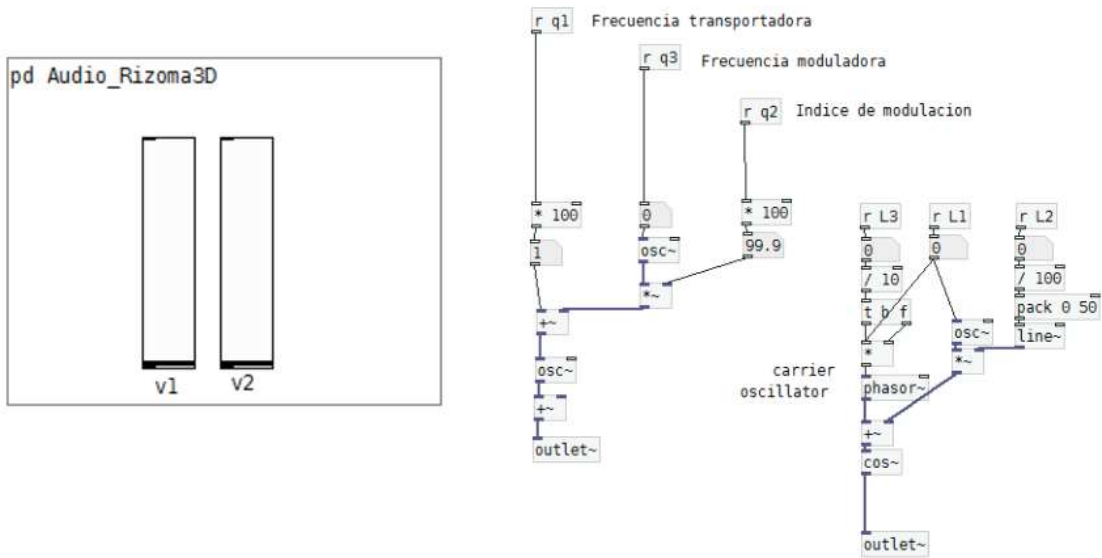 pd Audio_Rizoma3D
v1 v2
r q1 Frecuencia transportadora
r q3 Frecuencia moduladora
r q2 Indice de modulacion
* 100
0
* 100
1
osc~
99.9
*~
+~
osc~
+~
outlet~
r L3
r L1
r L2
0
0
0
/ 10
/ 100
t b f
pack 0 50
osc~
line~
*
*~
carrier
oscillator
phasor~
+~
cos~
outlet~